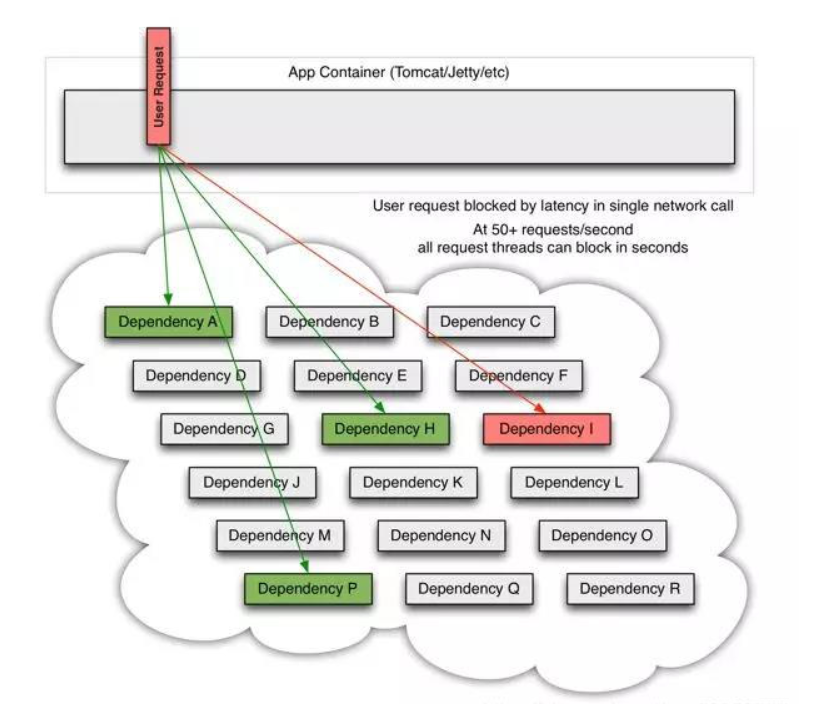 User Request
App Container (Tomcat/Jetty/etc)
User request blocked by latency in single network call
At 50+ requests/second
all request threads can block in seconds
Dependency A
Dependency B
Dependency C
Dependency D
Dependency E
Dependency F
Dependency G
Dependency H
Dependency I
Dependency J
Dependency K
Dependency L
Dependency M
Dependency N
Dependency O
Dependency P
Dependency Q
Dependency R